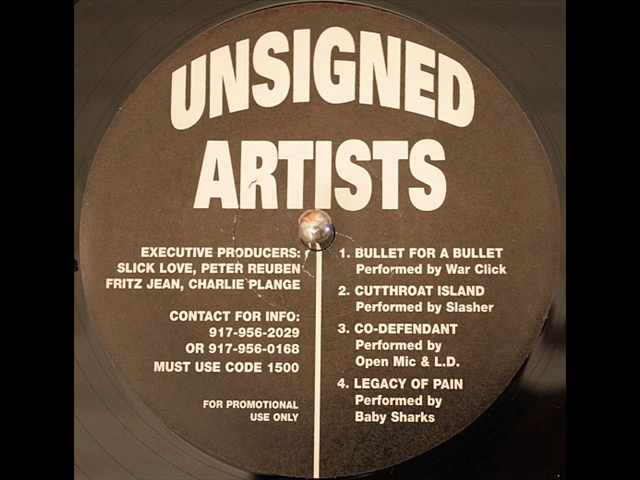 UNSIGNED
ARTISTS
EXECUTIVE PRODUCERS:
SLICK LOVE, PETER REUBEN
FRITZ JEAN, CHARLIE PLANGE
CONTACT FOR INFO:
917-956-2029
OR 917-956-0168
MUST USE CODE 1500
FOR PROMOTIONAL
USE ONLY
1. BULLET FOR A BULLET
Performed by War Click
2. CUTTHROAT ISLAND
Performed by Slasher
3. CO-DEFENDANT
Performed by
Open Mic & L.D.
4. LEGACY OF PAIN
Performed by
Baby Sharks